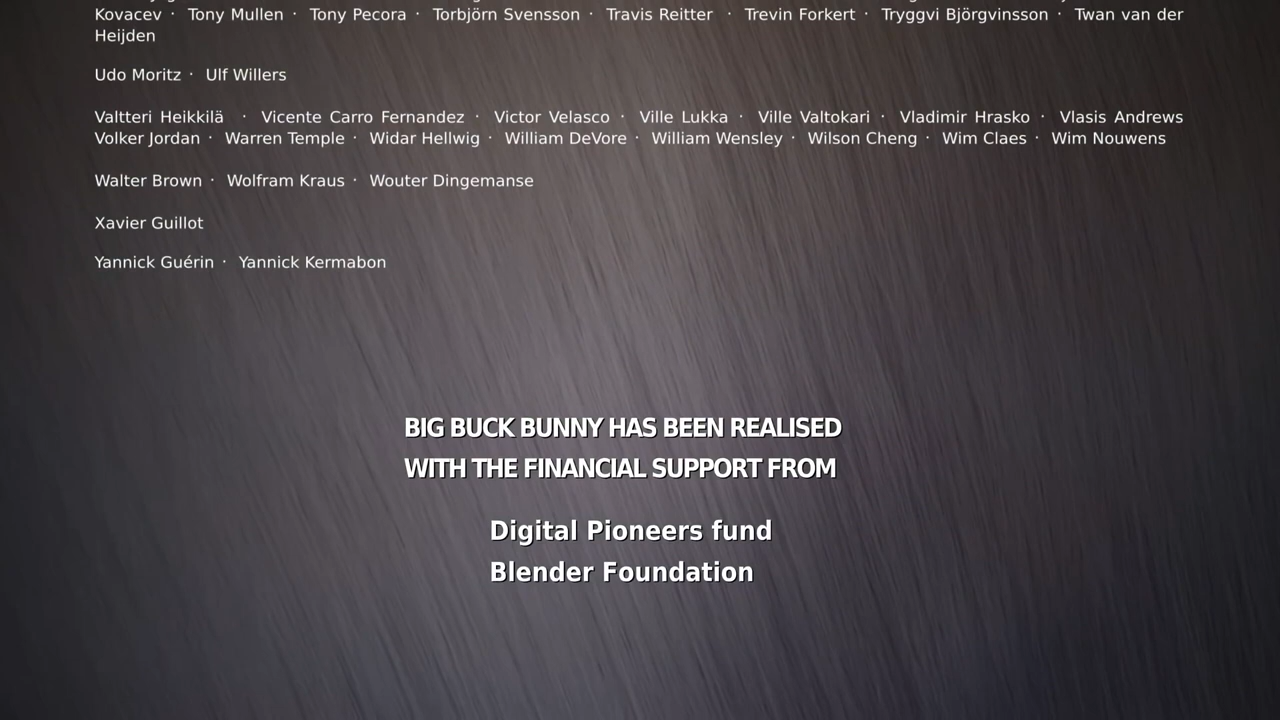 Kovacev · Tony Mullen · Tony Pecora · Torbjörn Svensson · Travis Reitter · Trevin Forkert · Tryggvi Björgvinsson · Twan van der
Heijden
Udo Moritz · Ulf Willers
Valtteri Heikkilä · Vicente Carro Fernandez · Victor Velasco · Ville Lukka · Ville Valtokari · Vladimir Hrasko · Vlasis Andrews
Volker Jordan · Warren Temple · Widar Hellwig · William DeVore · William Wensley · Wilson Cheng · Wim Claes · Wim Nouwens
Walter Brown · Wolfram Kraus · Wouter Dingemanse
Xavier Guillot
Yannick Guérin · Yannick Kermabon
BIG BUCK BUNNY HAS BEEN REALISED
WITH THE FINANCIAL SUPPORT FROM
Digital Pioneers fund
Blender Foundation